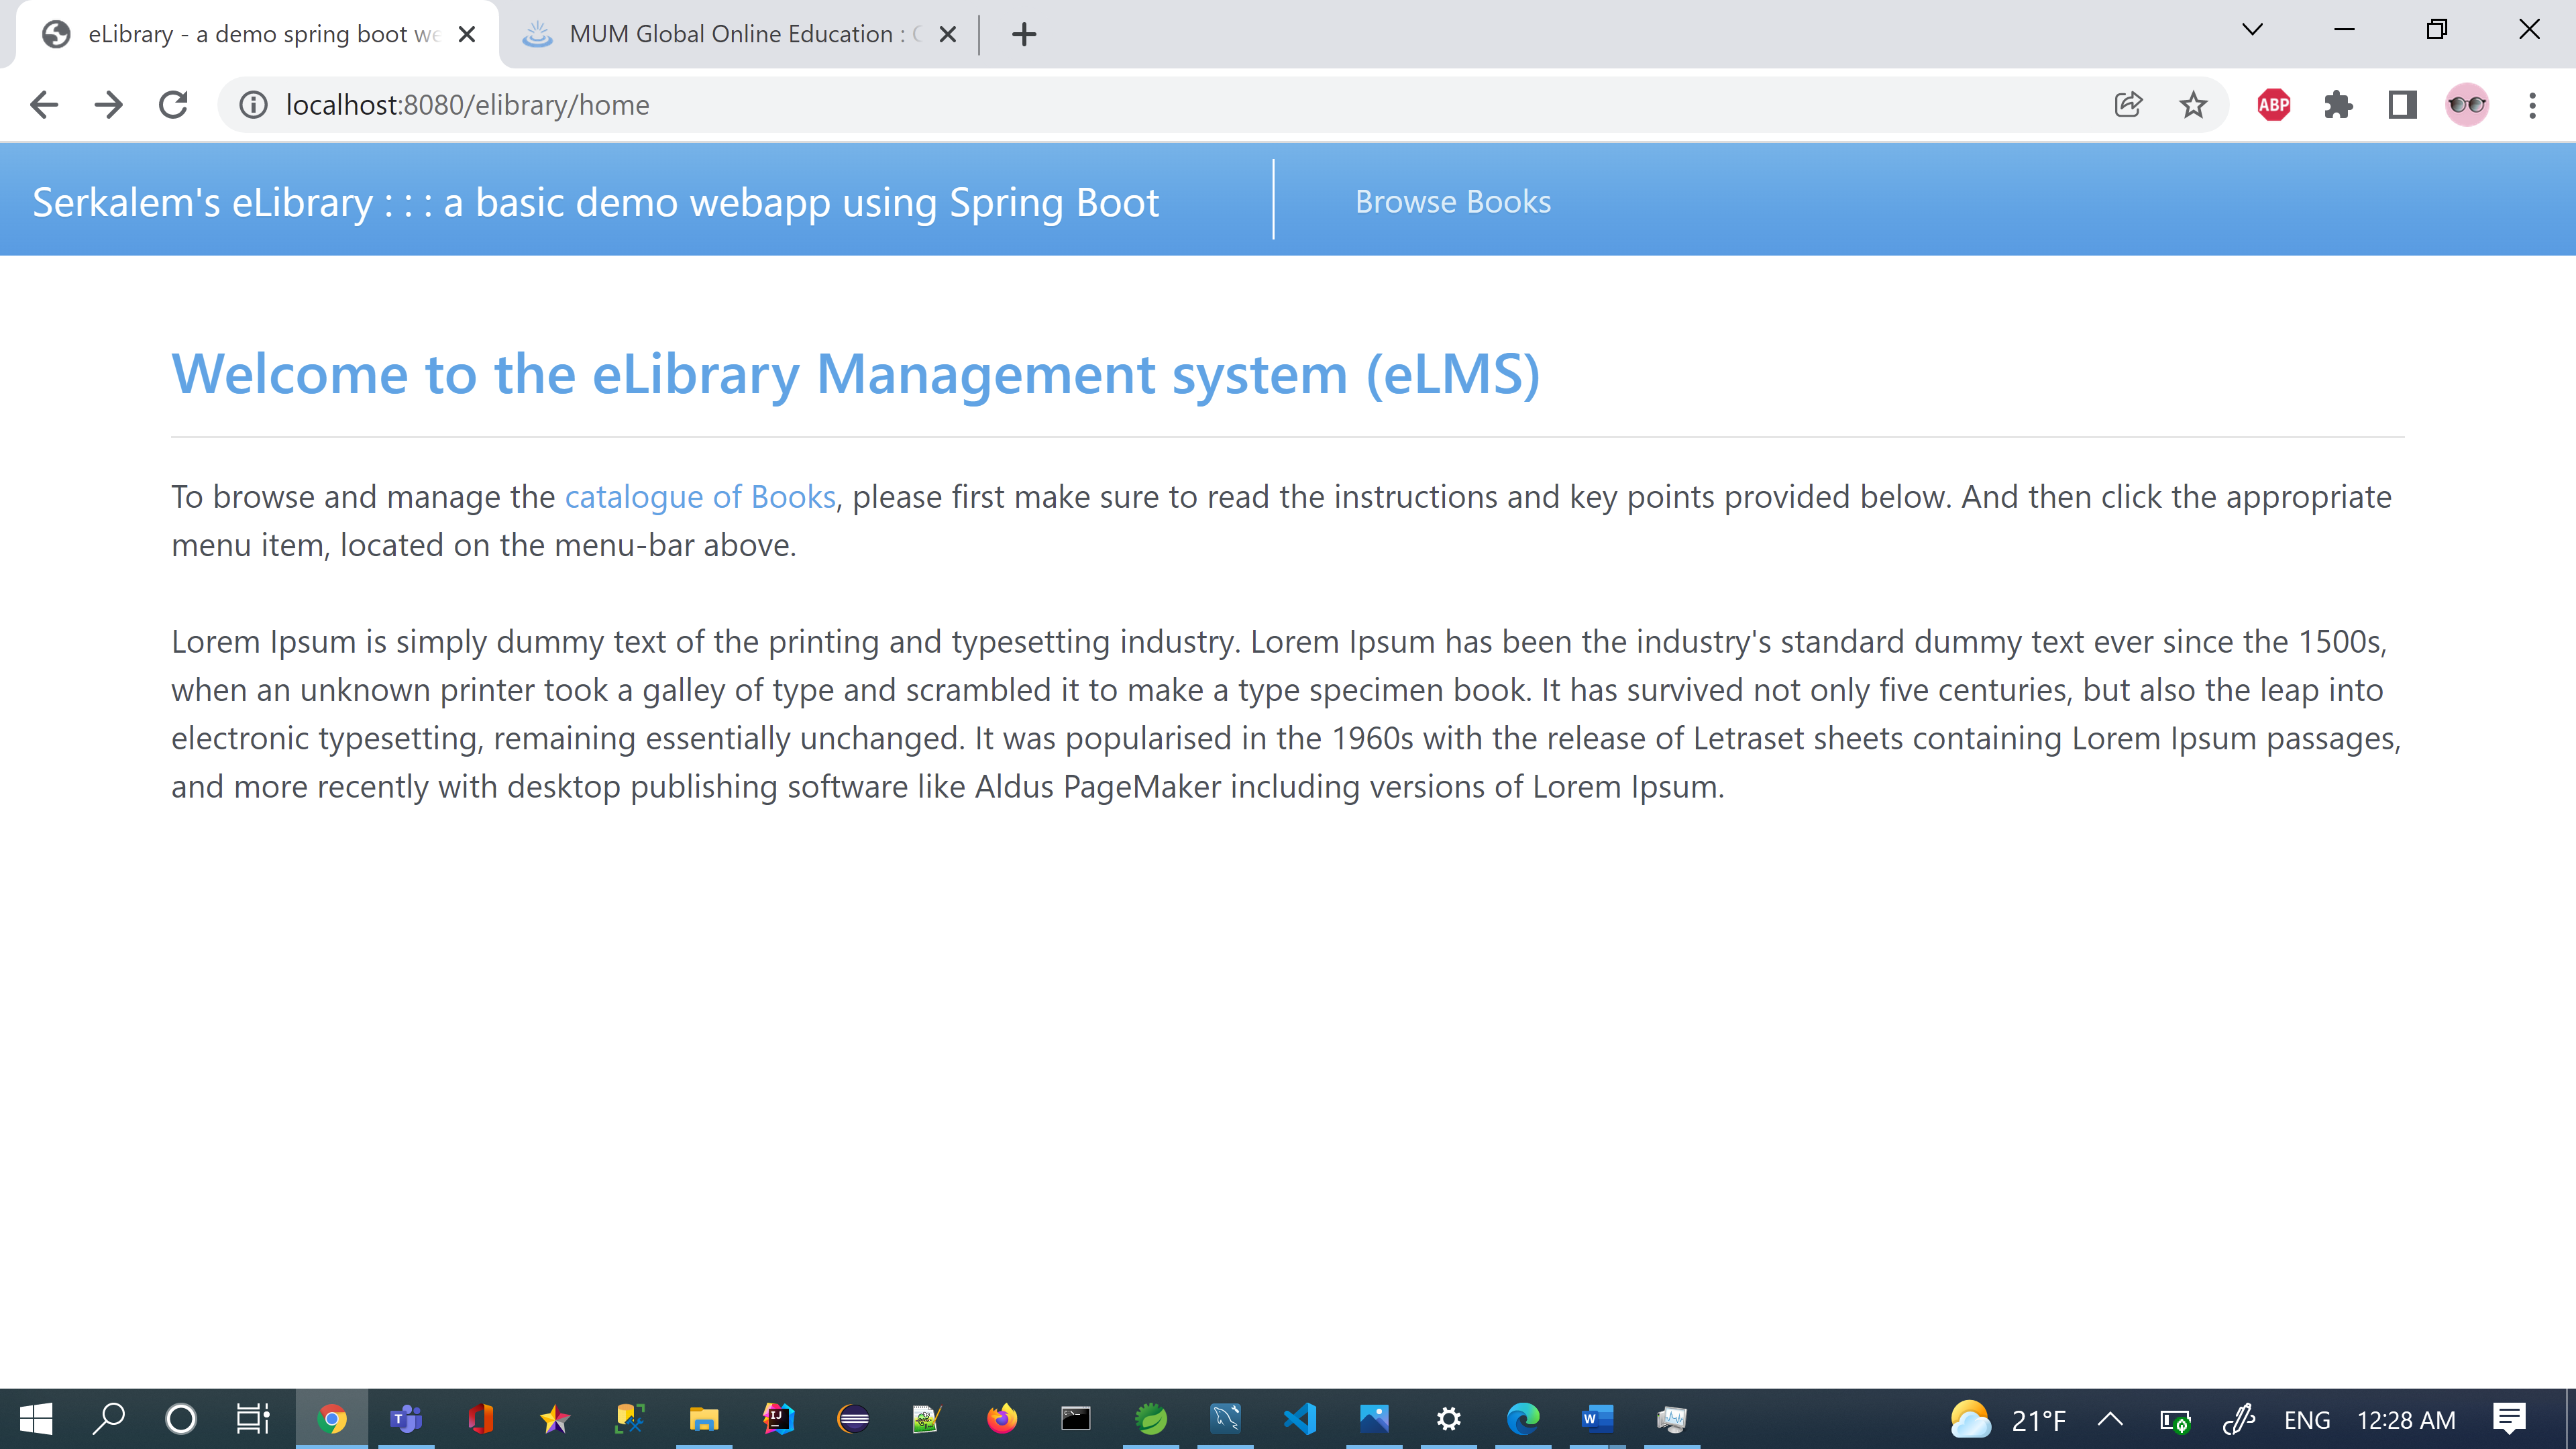 eLibrary - a demo spring boot we
MUM Global Online Education :
localhost:8080/elibrary/home
ABP
Serkalem's eLibrary : : : a basic demo webapp using Spring Boot
Browse Books
Welcome to the eLibrary Management system (eLMS)
To browse and manage the catalogue of Books, please first make sure to read the instructions and key points provided below. And then click the appropriate
menu item, located on the menu-bar above.
Lorem Ipsum is simply dummy text of the printing and typesetting industry. Lorem Ipsum has been the industry's standard dummy text ever since the 1500s,
when an unknown printer took a galley of type and scrambled it to make a type specimen book. It has survived not only five centuries, but also the leap into
electronic typesetting, remaining essentially unchanged. It was popularised in the 1960s with the release of Letraset sheets containing Lorem Ipsum passages,
and more recently with desktop publishing software like Aldus PageMaker including versions of Lorem Ipsum.
21°F
ENG
12:28 AM